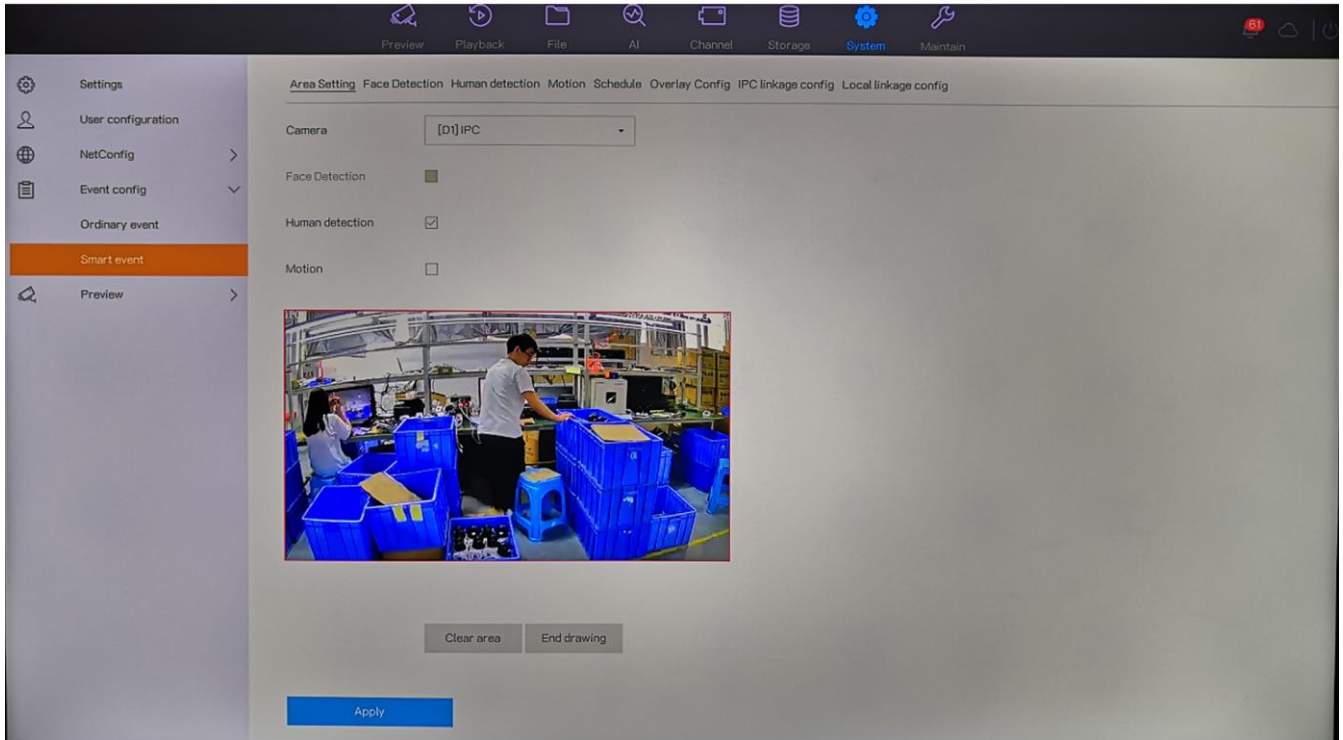 61
Preview Playback File AI Channel Storage System Maintain
Settings
User configuration
NetConfig
Event config
Ordinary event
Smart event
Preview
Area Setting Face Detection Human detection Motion Schedule Overlay Config IPC linkage config Local linkage config
Camera [D1] IPC
Face Detection
Human detection
Motion
Clear area End drawing
Apply